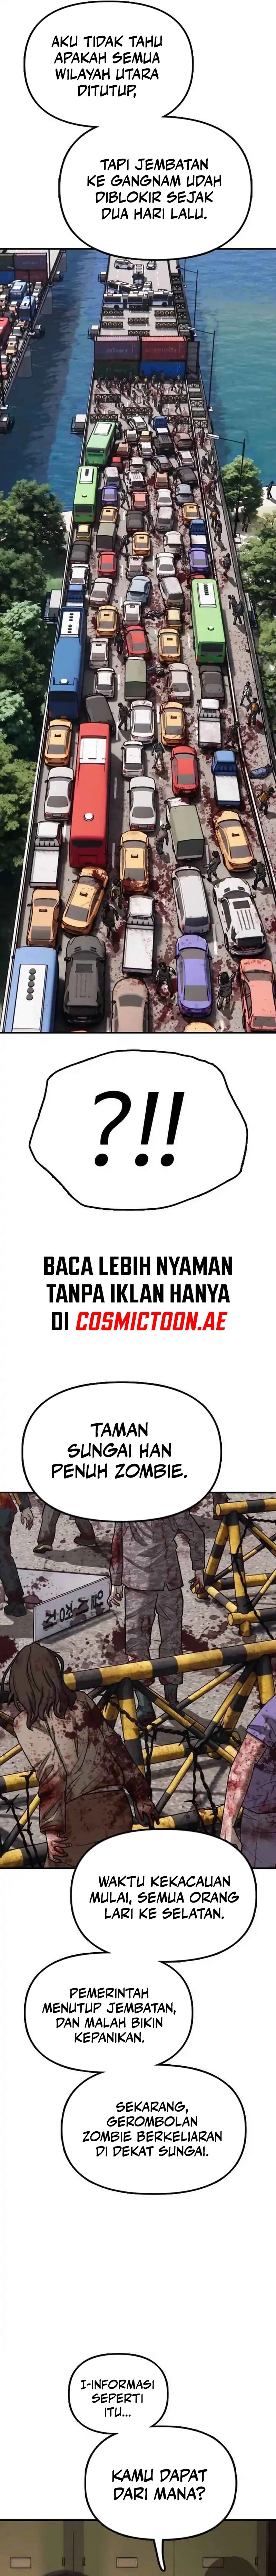 AKU TIDAK TAHU
APAKAH SEMUA
WILAYAH UTARA
DITUTUP,
TAPI JEMBATAN
KE GANGNAM UDAH
DIBLOKIR SEJAK
DUA HARI LALU.
?!!
BACA LEBIH NYAMAN
TANPA IKLAN HANYA
DI COSMICTOON.AE
TAMAN
SUNGAI HAN
PENUH ZOMBIE.
WAKTU KEKACAUAN
MULAI, SEMUA ORANG
LARI KE SELATAN.
PEMERINTAH
MENUTUP JEMBATAN,
DAN MALAH BIKIN
KEPANIKAN.
SEKARANG,
GEROMBOLAN
ZOMBIE BERKELIARAN
DI DEKAT SUNGAI.
I-INFORMASI
SEPERTI
ITU...
KAMU DAPAT
DARI MANA?